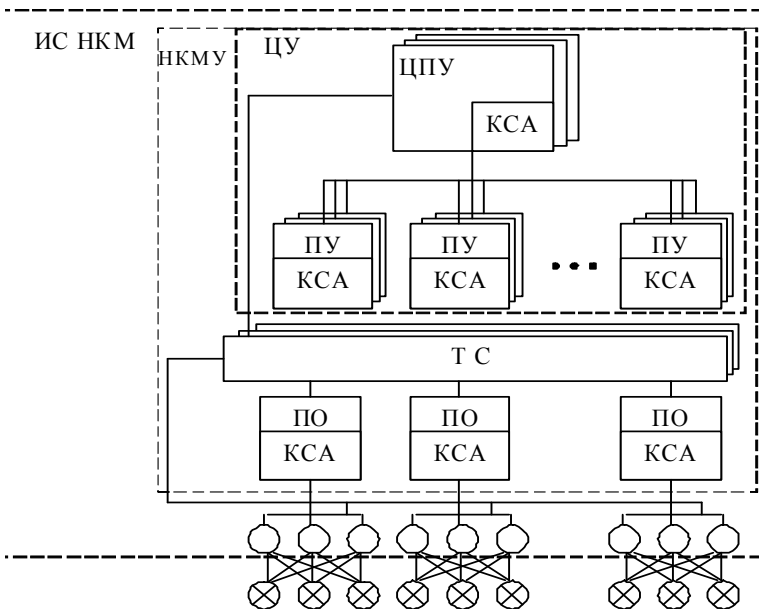 ИС НКМ
НКМУ
ЦУ
ЦПУ
КСА
ПУ ПУ ПУ
КСА КСА КСА
Т С
ПО ПО ПО
КСА КСА КСА